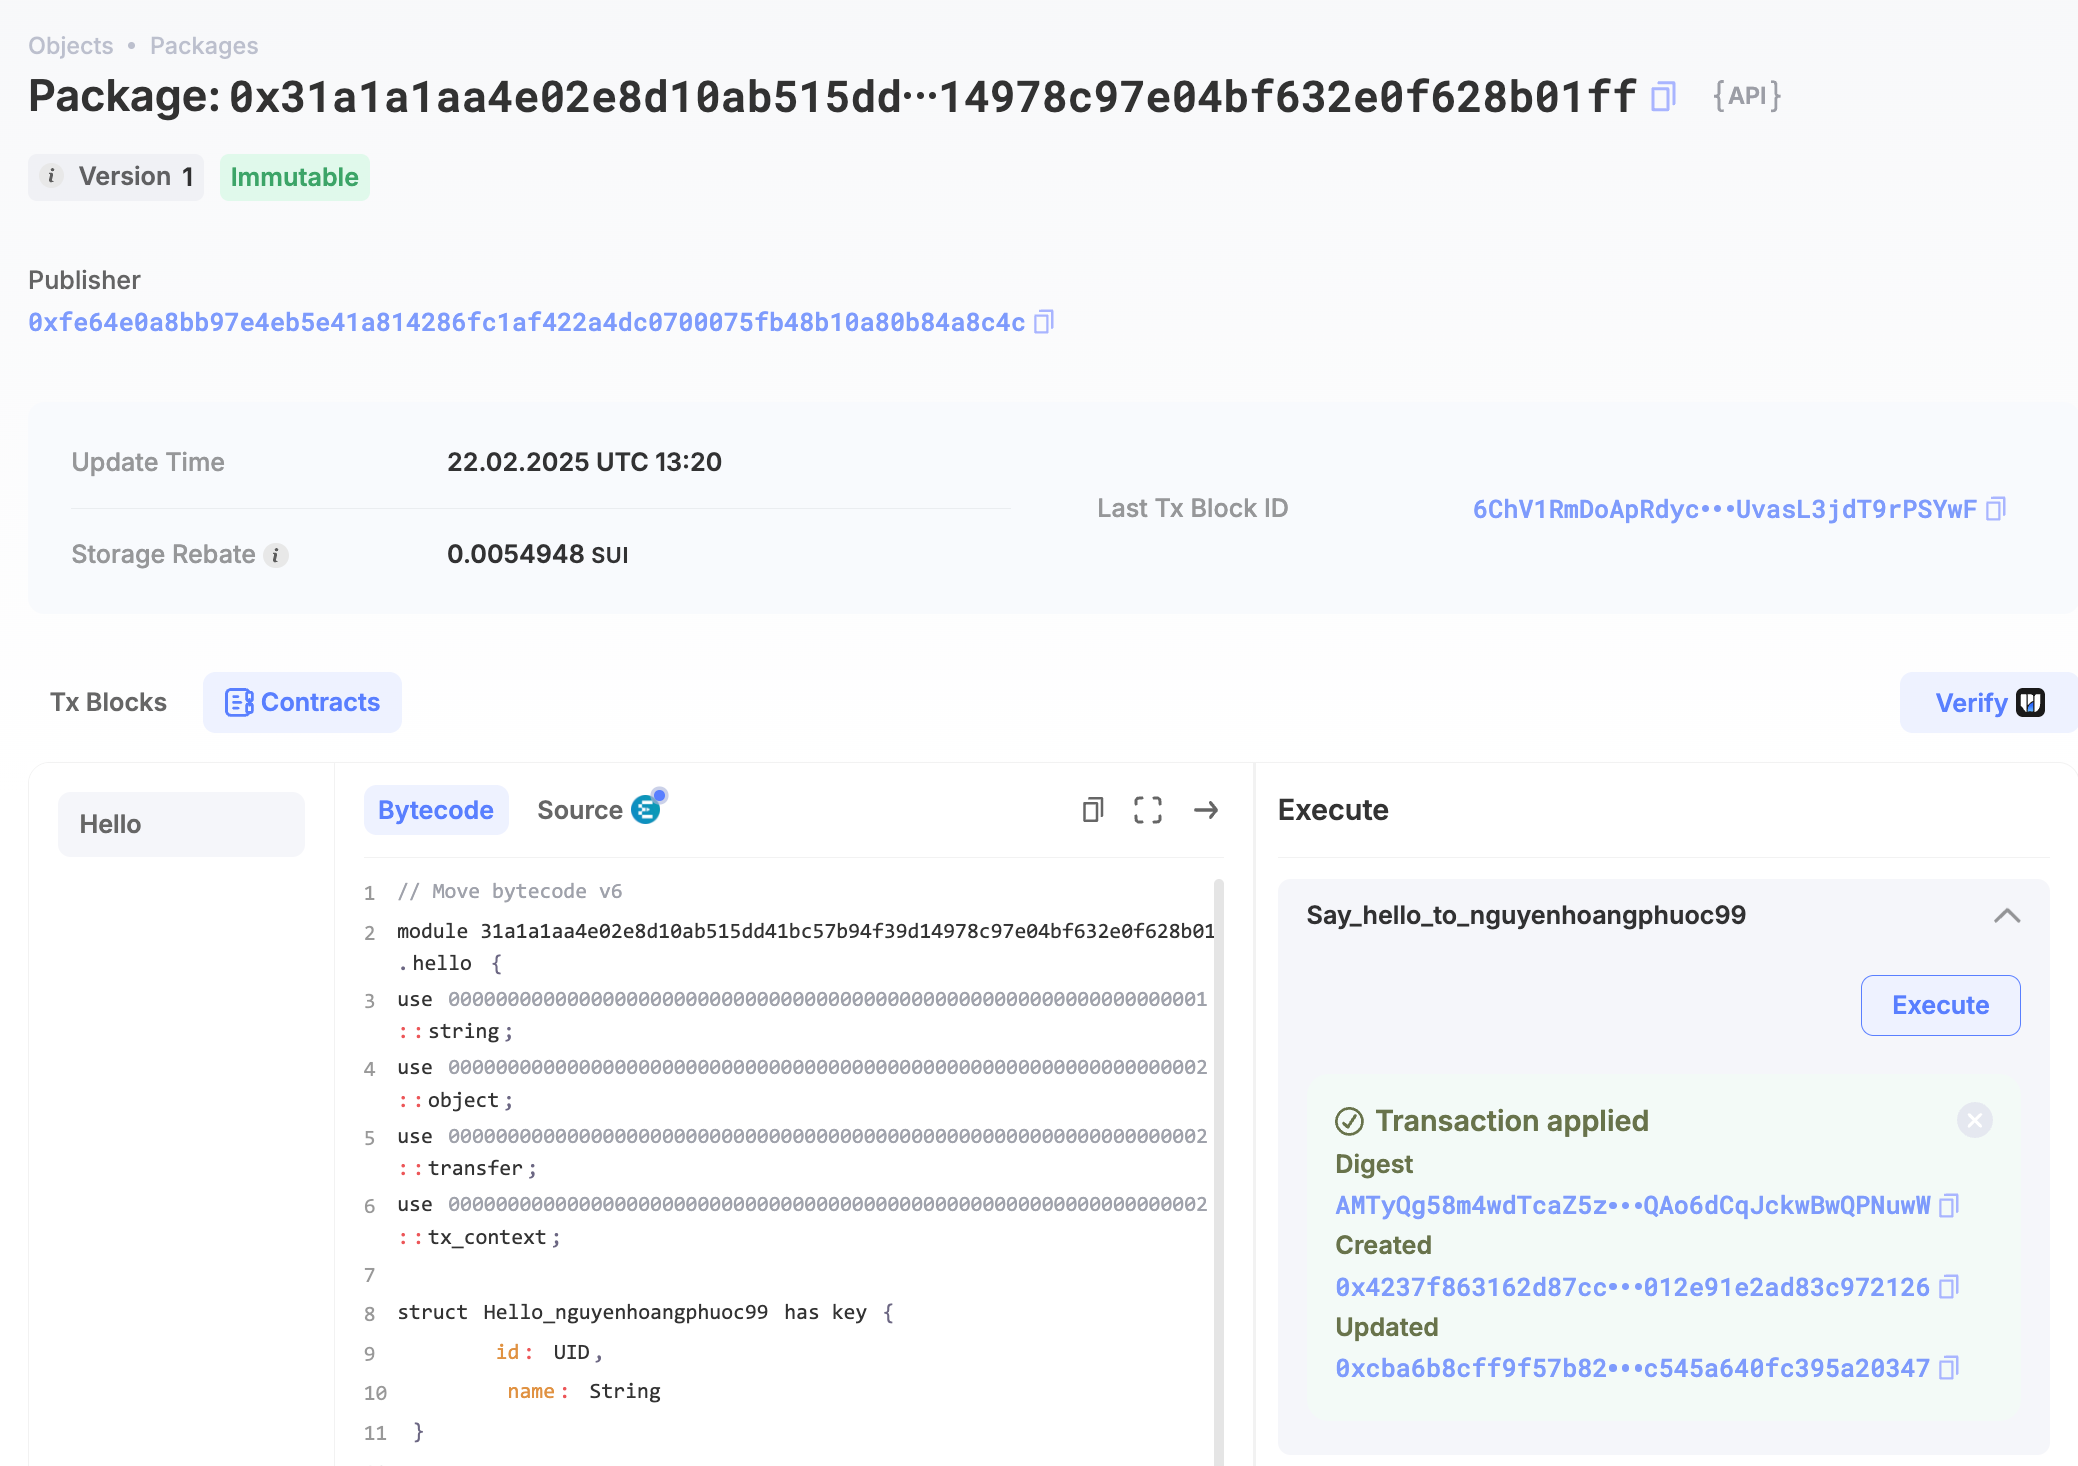 Objects • Packages
Package: 0x31a1a1aa4e02e8d10ab515dd···14978c97e04bf632e0f628b01ff {API}
i Version 1 Immutable
Publisher
0xfe64e0a8bb97e4eb5e41a814286fc1af422a4dc0700075fb48b10a80b84a8c4c
Update Time 22.02.2025 UTC 13:20
Last Tx Block ID 6ChV1RmDoApRdyc•••UvasL3jdT9rPSYwF
Storage Rebate i 0.0054948 SUI
Tx Blocks Contracts Verify
Hello
Bytecode Source
1 // Move bytecode v6
2 module 31a1a1aa4e02e8d10ab515dd41bc57b94f39d14978c97e04bf632e0f628b01
.hello {
3 use 0000000000000000000000000000000000000000000000000000000000000001
::string;
4 use 0000000000000000000000000000000000000000000000000000000000000002
::object;
5 use 0000000000000000000000000000000000000000000000000000000000000002
::transfer;
6 use 0000000000000000000000000000000000000000000000000000000000000002
::tx_context;
7
8 struct Hello_nguyenhoangphuoc99 has key {
9 id: UID,
10 name: String
11 }
Execute
Say_hello_to_nguyenhoangphuoc99
Execute
Transaction applied
Digest
AMTyQg58m4wdTcaZ5z•••QAo6dCqJckwBwQPNuwW
Created
0x4237f863162d87cc•••012e91e2ad83c972126
Updated
0xcba6b8cff9f57b82•••c545a640fc395a20347